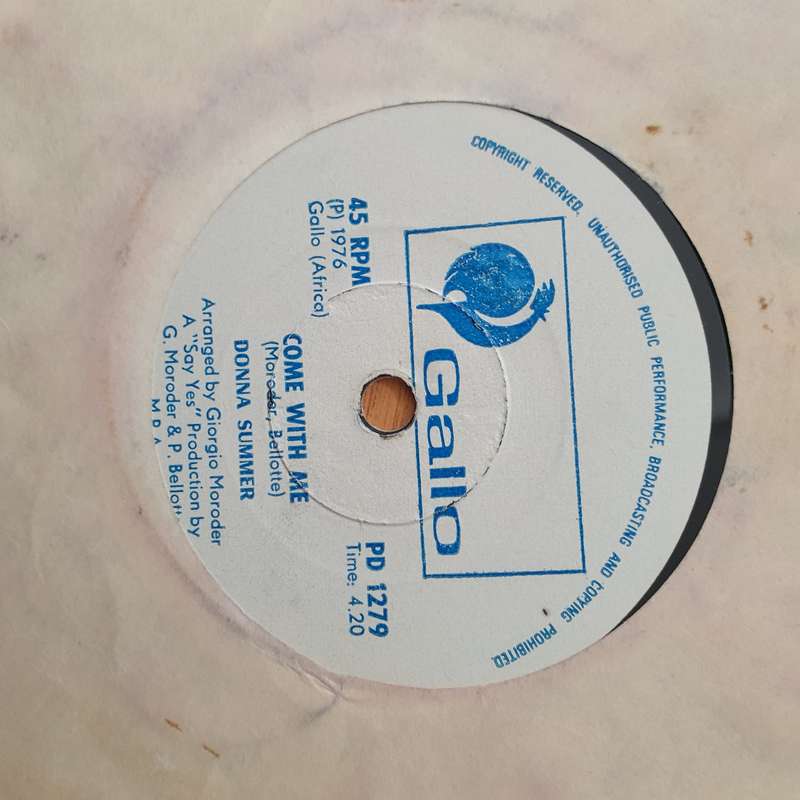 COPYRIGHT RESERVED. UNAUTHORISED PUBLIC PERFORMANCE, BROADCASTING AND COPYING PROHIBITED.
Gallo
45 RPM
(P) 1976
Gallo (Africa)
PD 1279
Time: 4.20
COME WITH ME
(Moroder, Bellotte)
DONNA SUMMER
Arranged by Giorgio Moroder
A "Say Yes" Production by
G. Moroder & P. Bellott
M D A